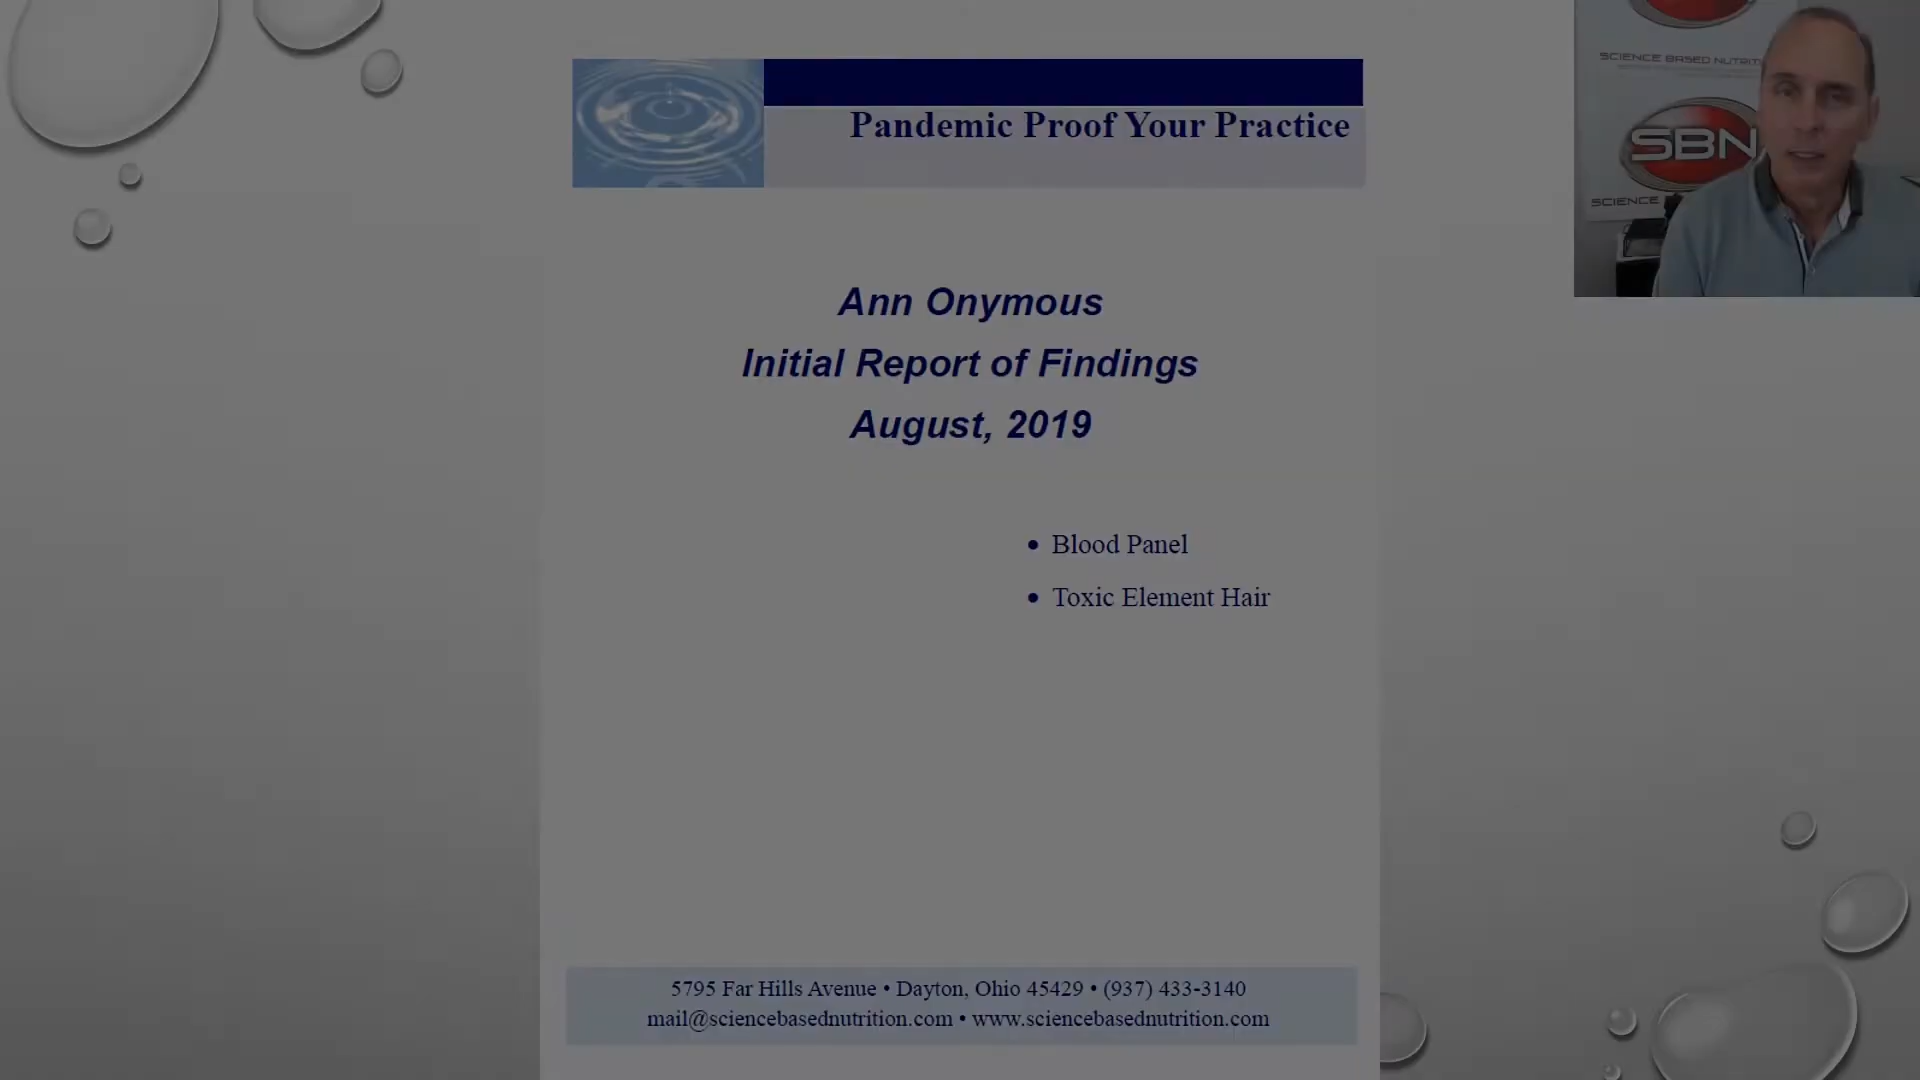 Pandemic Proof Your Practice
Ann Onymous
Initial Report of Findings
August, 2019
• Blood Panel
• Toxic Element Hair
5795 Far Hills Avenue • Dayton, Ohio 45429 • (937) 433-3140
mail@sciencebasednutrition.com • www.sciencebasednutrition.com
SCIENCE BASED NUTRITI
SBN
SCIENCE